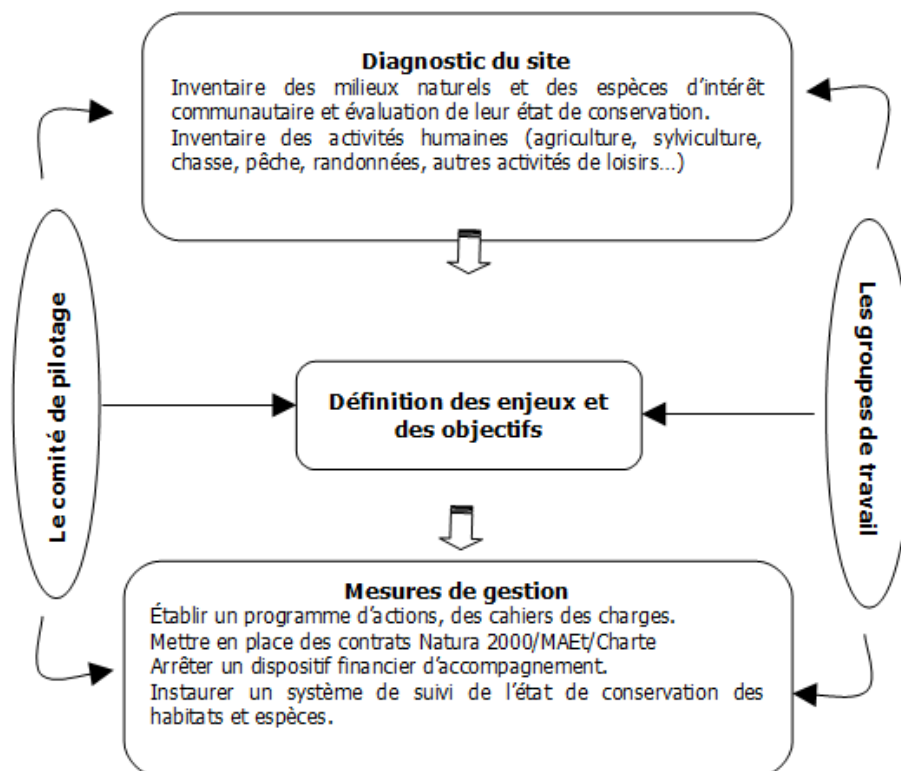 Diagnostic du site
Inventaire des milieux naturels et des espèces d'intérêt
communautaire et évaluation de leur état de conservation.
Inventaire des activités humaines (agriculture, sylviculture,
chasse, pêche, randonnées, autres activités de loisirs…)
Le comité de pilotage
Les groupes de travail
Définition des enjeux et
des objectifs
Mesures de gestion
Établir un programme d'actions, des cahiers des charges.
Mettre en place des contrats Natura 2000/MAEt/Charte
Arrêter un dispositif financier d'accompagnement.
Instaurer un système de suivi de l'état de conservation des
habitats et espèces.